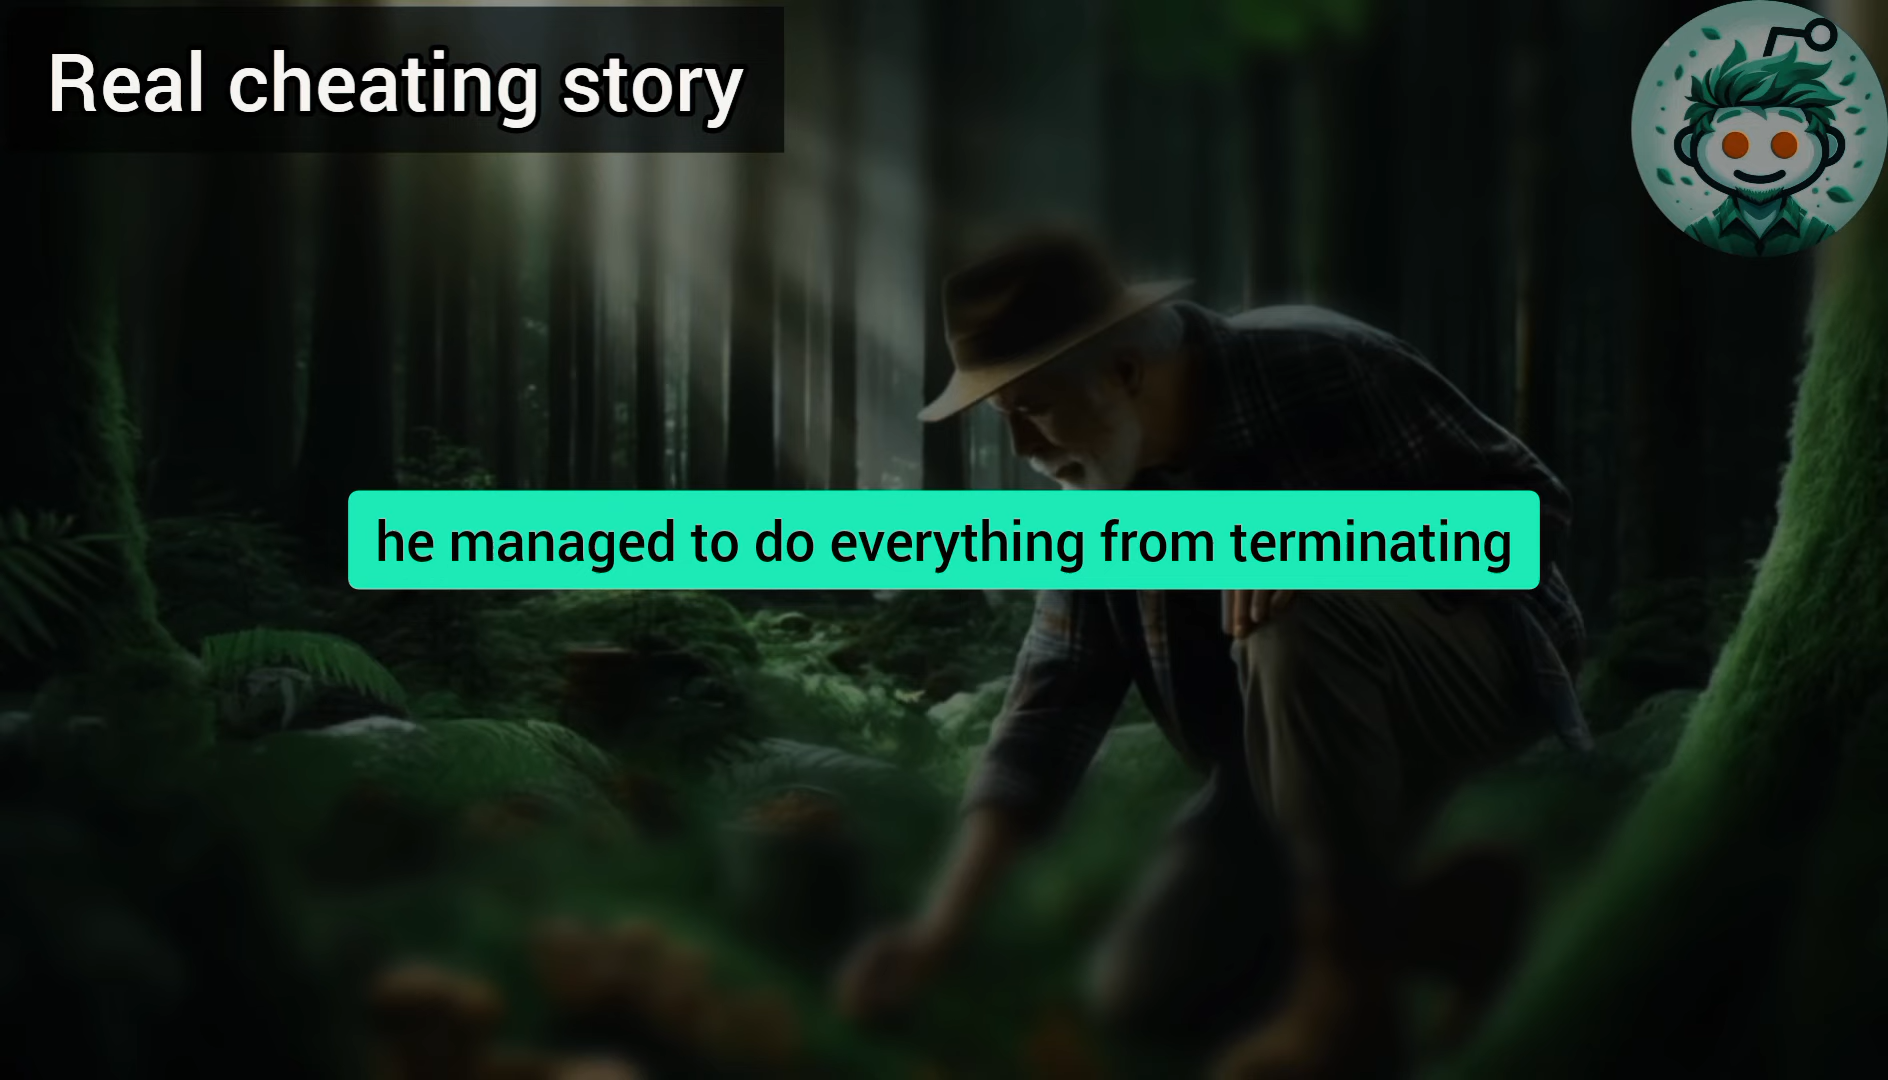 Real cheating story
he managed to do everything from terminating